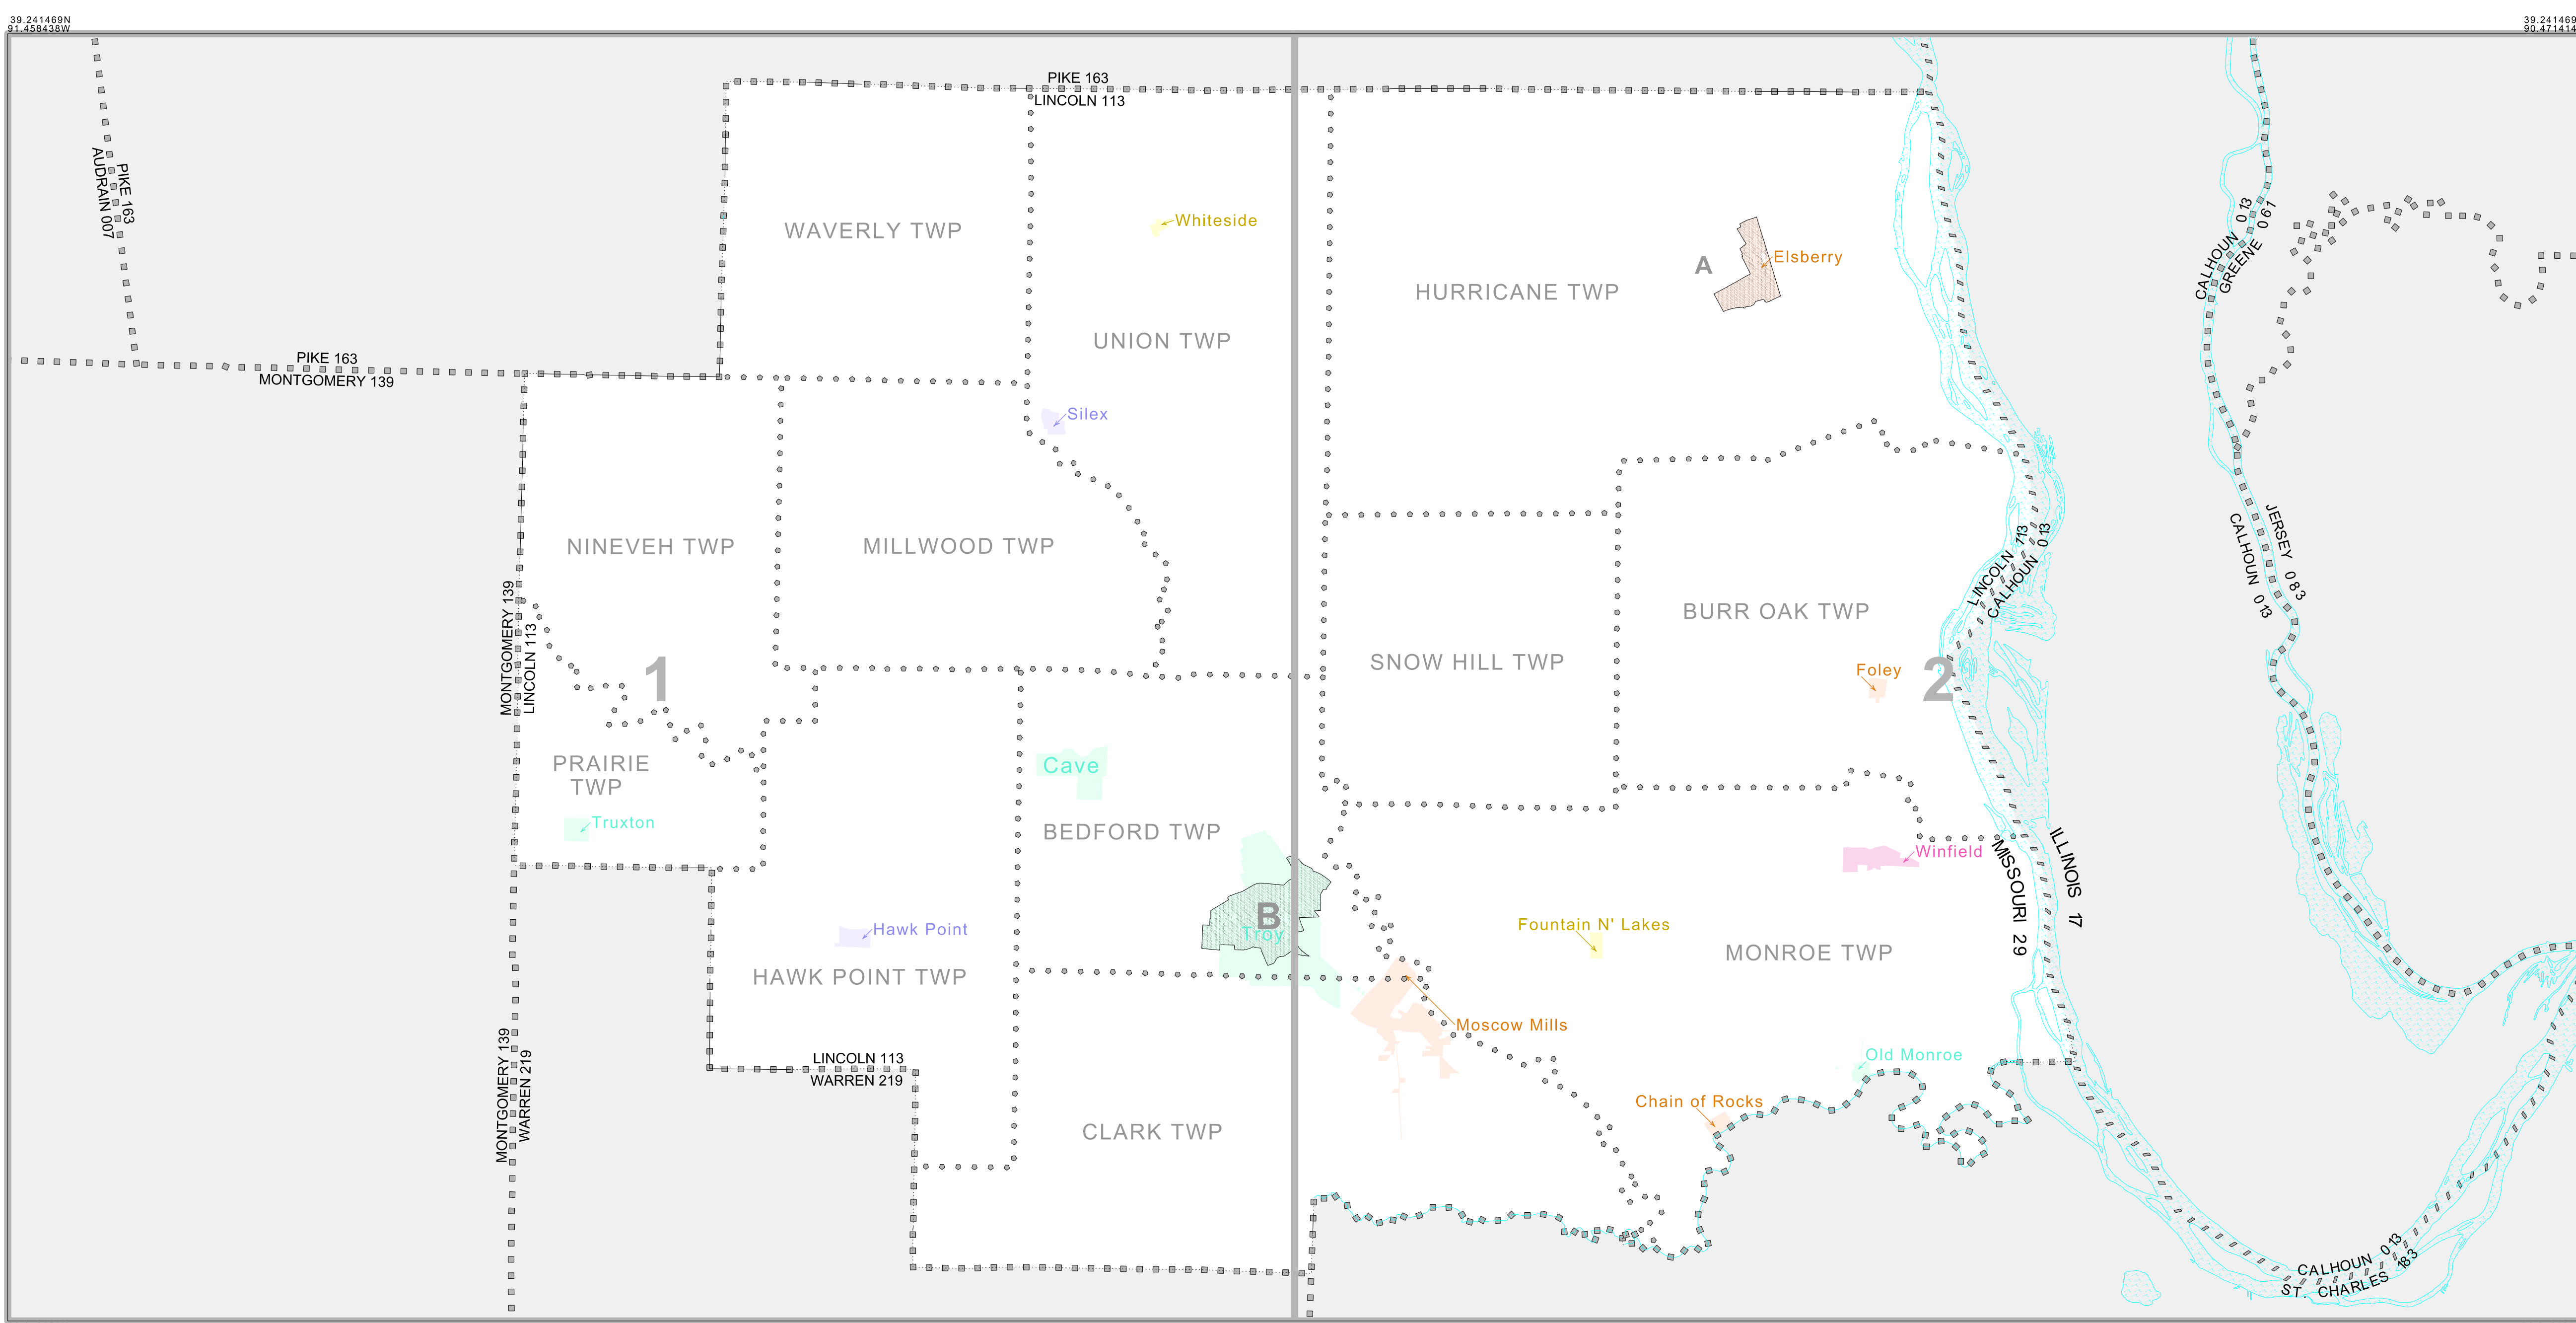 39.241469N
91.458438W
39.241469
90.471414
PIKE 163
LINCOLN 113
PIKE 163
AUDRAIN 007
WAVERLY TWP
Whiteside
UNION TWP
HURRICANE TWP
A
Elsberry
CALHOUN 013
GREENE 061
PIKE 163
MONTGOMERY 139
Silex
NINEVEH TWP
MILLWOOD TWP
LINCOLN 113
CALHOUN 013
JERSEY 083
CALHOUN 013
MONTGOMERY 139
LINCOLN 113
1
SNOW HILL TWP
BURR OAK TWP
Foley
2
PRAIRIE
TWP
Truxton
Cave
BEDFORD TWP
Winfield
MISSOURI 29
ILLINOIS 17
B
Troy
Hawk Point
HAWK POINT TWP
Fountain N' Lakes
MONROE TWP
Moscow Mills
Old Monroe
MONTGOMERY 139
WARREN 219
LINCOLN 113
WARREN 219
Chain of Rocks
CLARK TWP
CALHOUN 013
ST. CHARLES 183